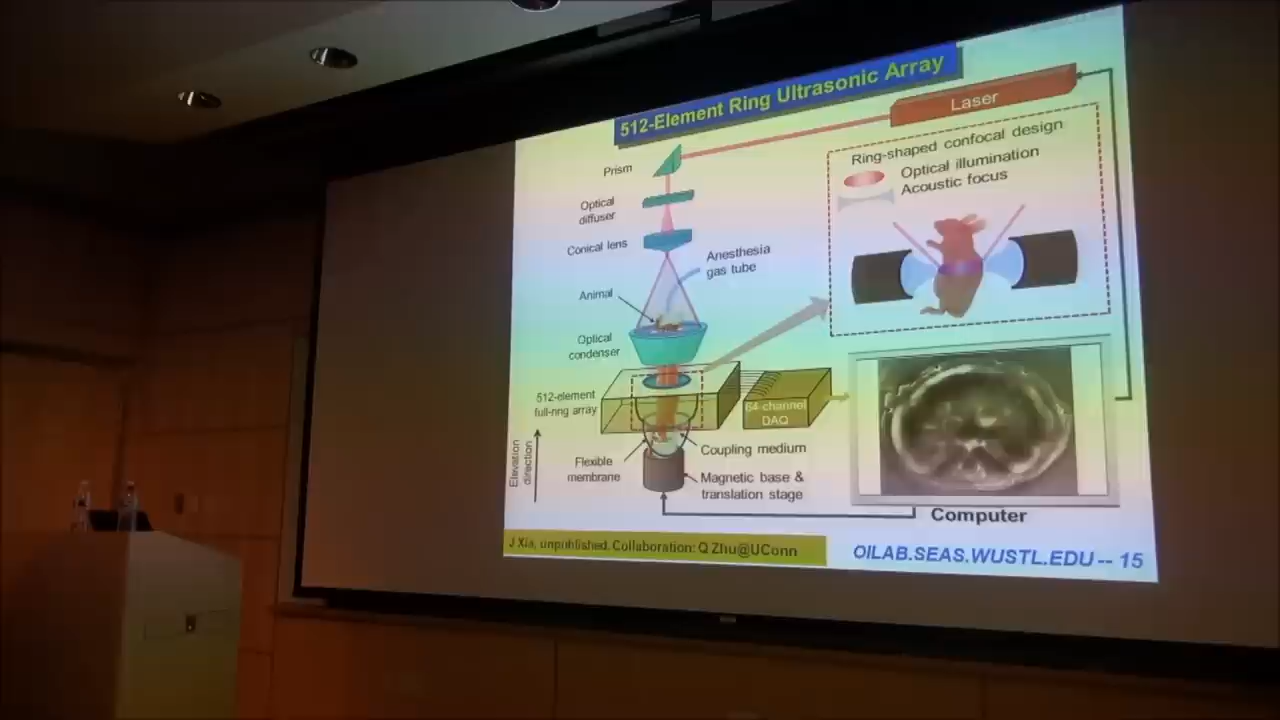 512-Element Ring Ultrasonic Array
Laser
Prism
Optical
diffuser
Conical lens
Anesthesia
gas tube
Animal
Optical
condenser
Ring-shaped confocal design
Optical illumination
Acoustic focus
512-element
full-ring array
64-channel
DAQ
Elevation
direction
Flexible
membrane
Coupling medium
Magnetic base &
translation stage
Computer
J Xia, unpublished. Collaboration: Q Zhu@UConn
OILAB.SEAS.WUSTL.EDU -- 15